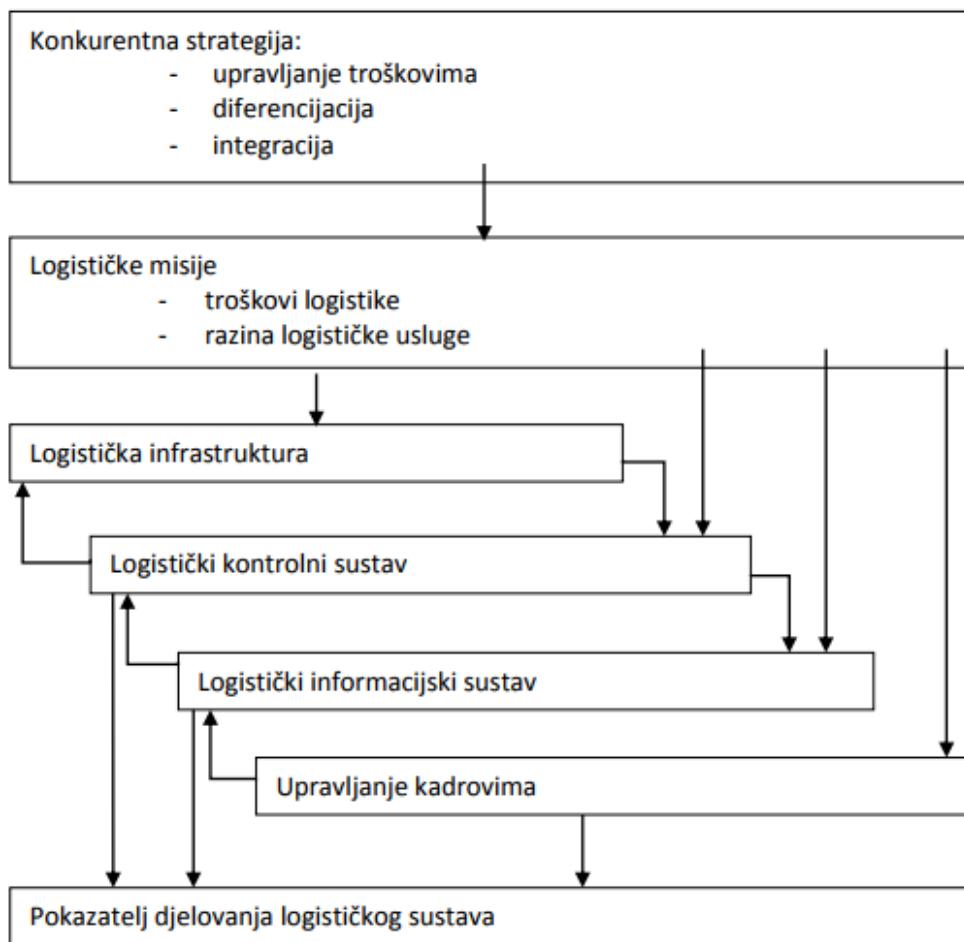 Konkurentna strategija:
- upravljanje troškovima
- diferencijacija
- integracija
Logističke misije
- troškovi logistike
- razina logističke usluge
Logistička infrastruktura
Logistički kontrolni sustav
Logistički informacijski sustav
Upravljanje kadrovima
Pokazatelj djelovanja logističkog sustava